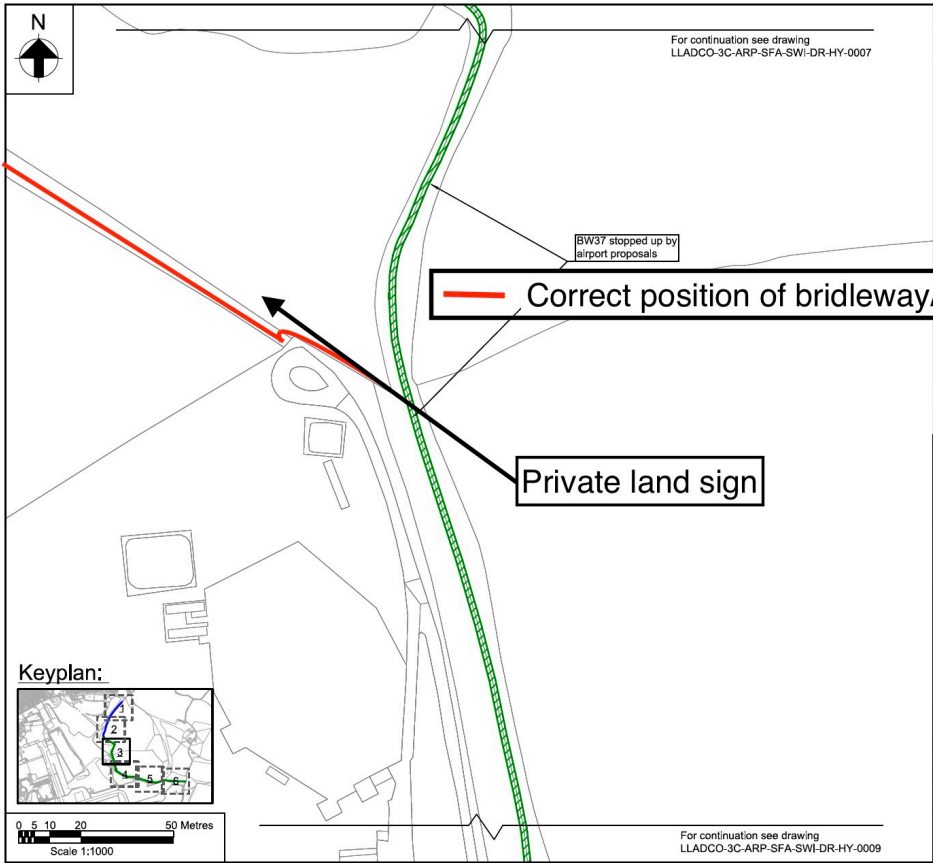 N
For continuation see drawing
LLADCO-3C-ARP-SFA-SWI-DR-HY-0007
BW37 stopped up by
airport proposals
Correct position of bridleway/
Private land sign
Keyplan:
1
2
3
4
5
6
0 5 10 20 50 Metres
Scale 1:1000
For continuation see drawing
LLADCO-3C-ARP-SFA-SWI-DR-HY-0009